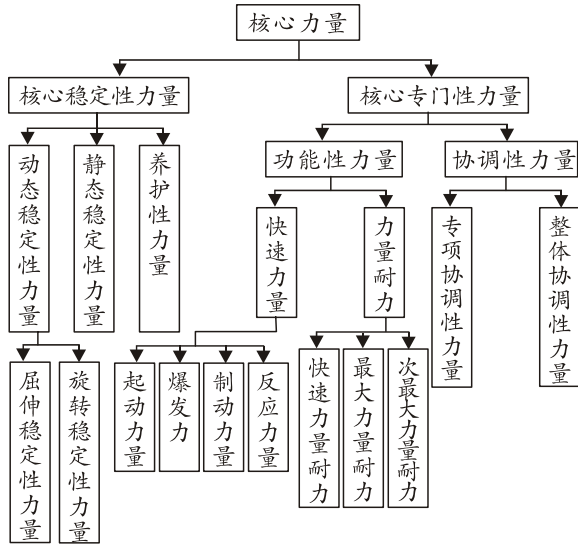 核心力量
核心稳定性力量
核心专门性力量
动态稳定性力量
静态稳定性力量
养护性力量
功能性力量
协调性力量
快速力量
力量耐力
专项协调性力量
整体协调性力量
屈伸稳定性力量
旋转稳定性力量
起动力量
爆发力
制动力量
反应力量
快速力量耐力
最大力量耐力
次最大力量耐力